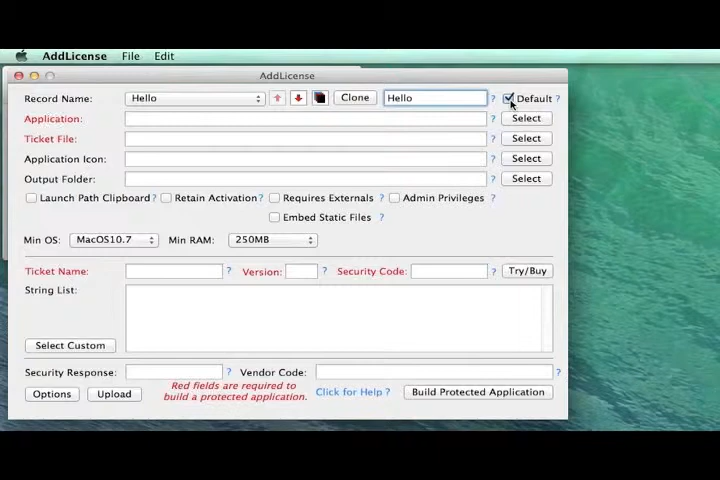 AddLicense File Edit
AddLicense
Record Name: Hello Clone Hello ? Default ?
Application: ? Select
Ticket File: ? Select
Application Icon: ? Select
Output Folder: ? Select
Launch Path Clipboard ? Retain Activation ? Requires Externals ? Admin Privileges ?
Embed Static Files ?
Min OS: MacOS10.7 Min RAM: 250MB
Ticket Name: ? Version: ? Security Code: ? Try/Buy
String List:
Select Custom
Security Response: ? Vendor Code: ?
Options Upload Red fields are required to
build a protected application. Click for Help ? Build Protected Application